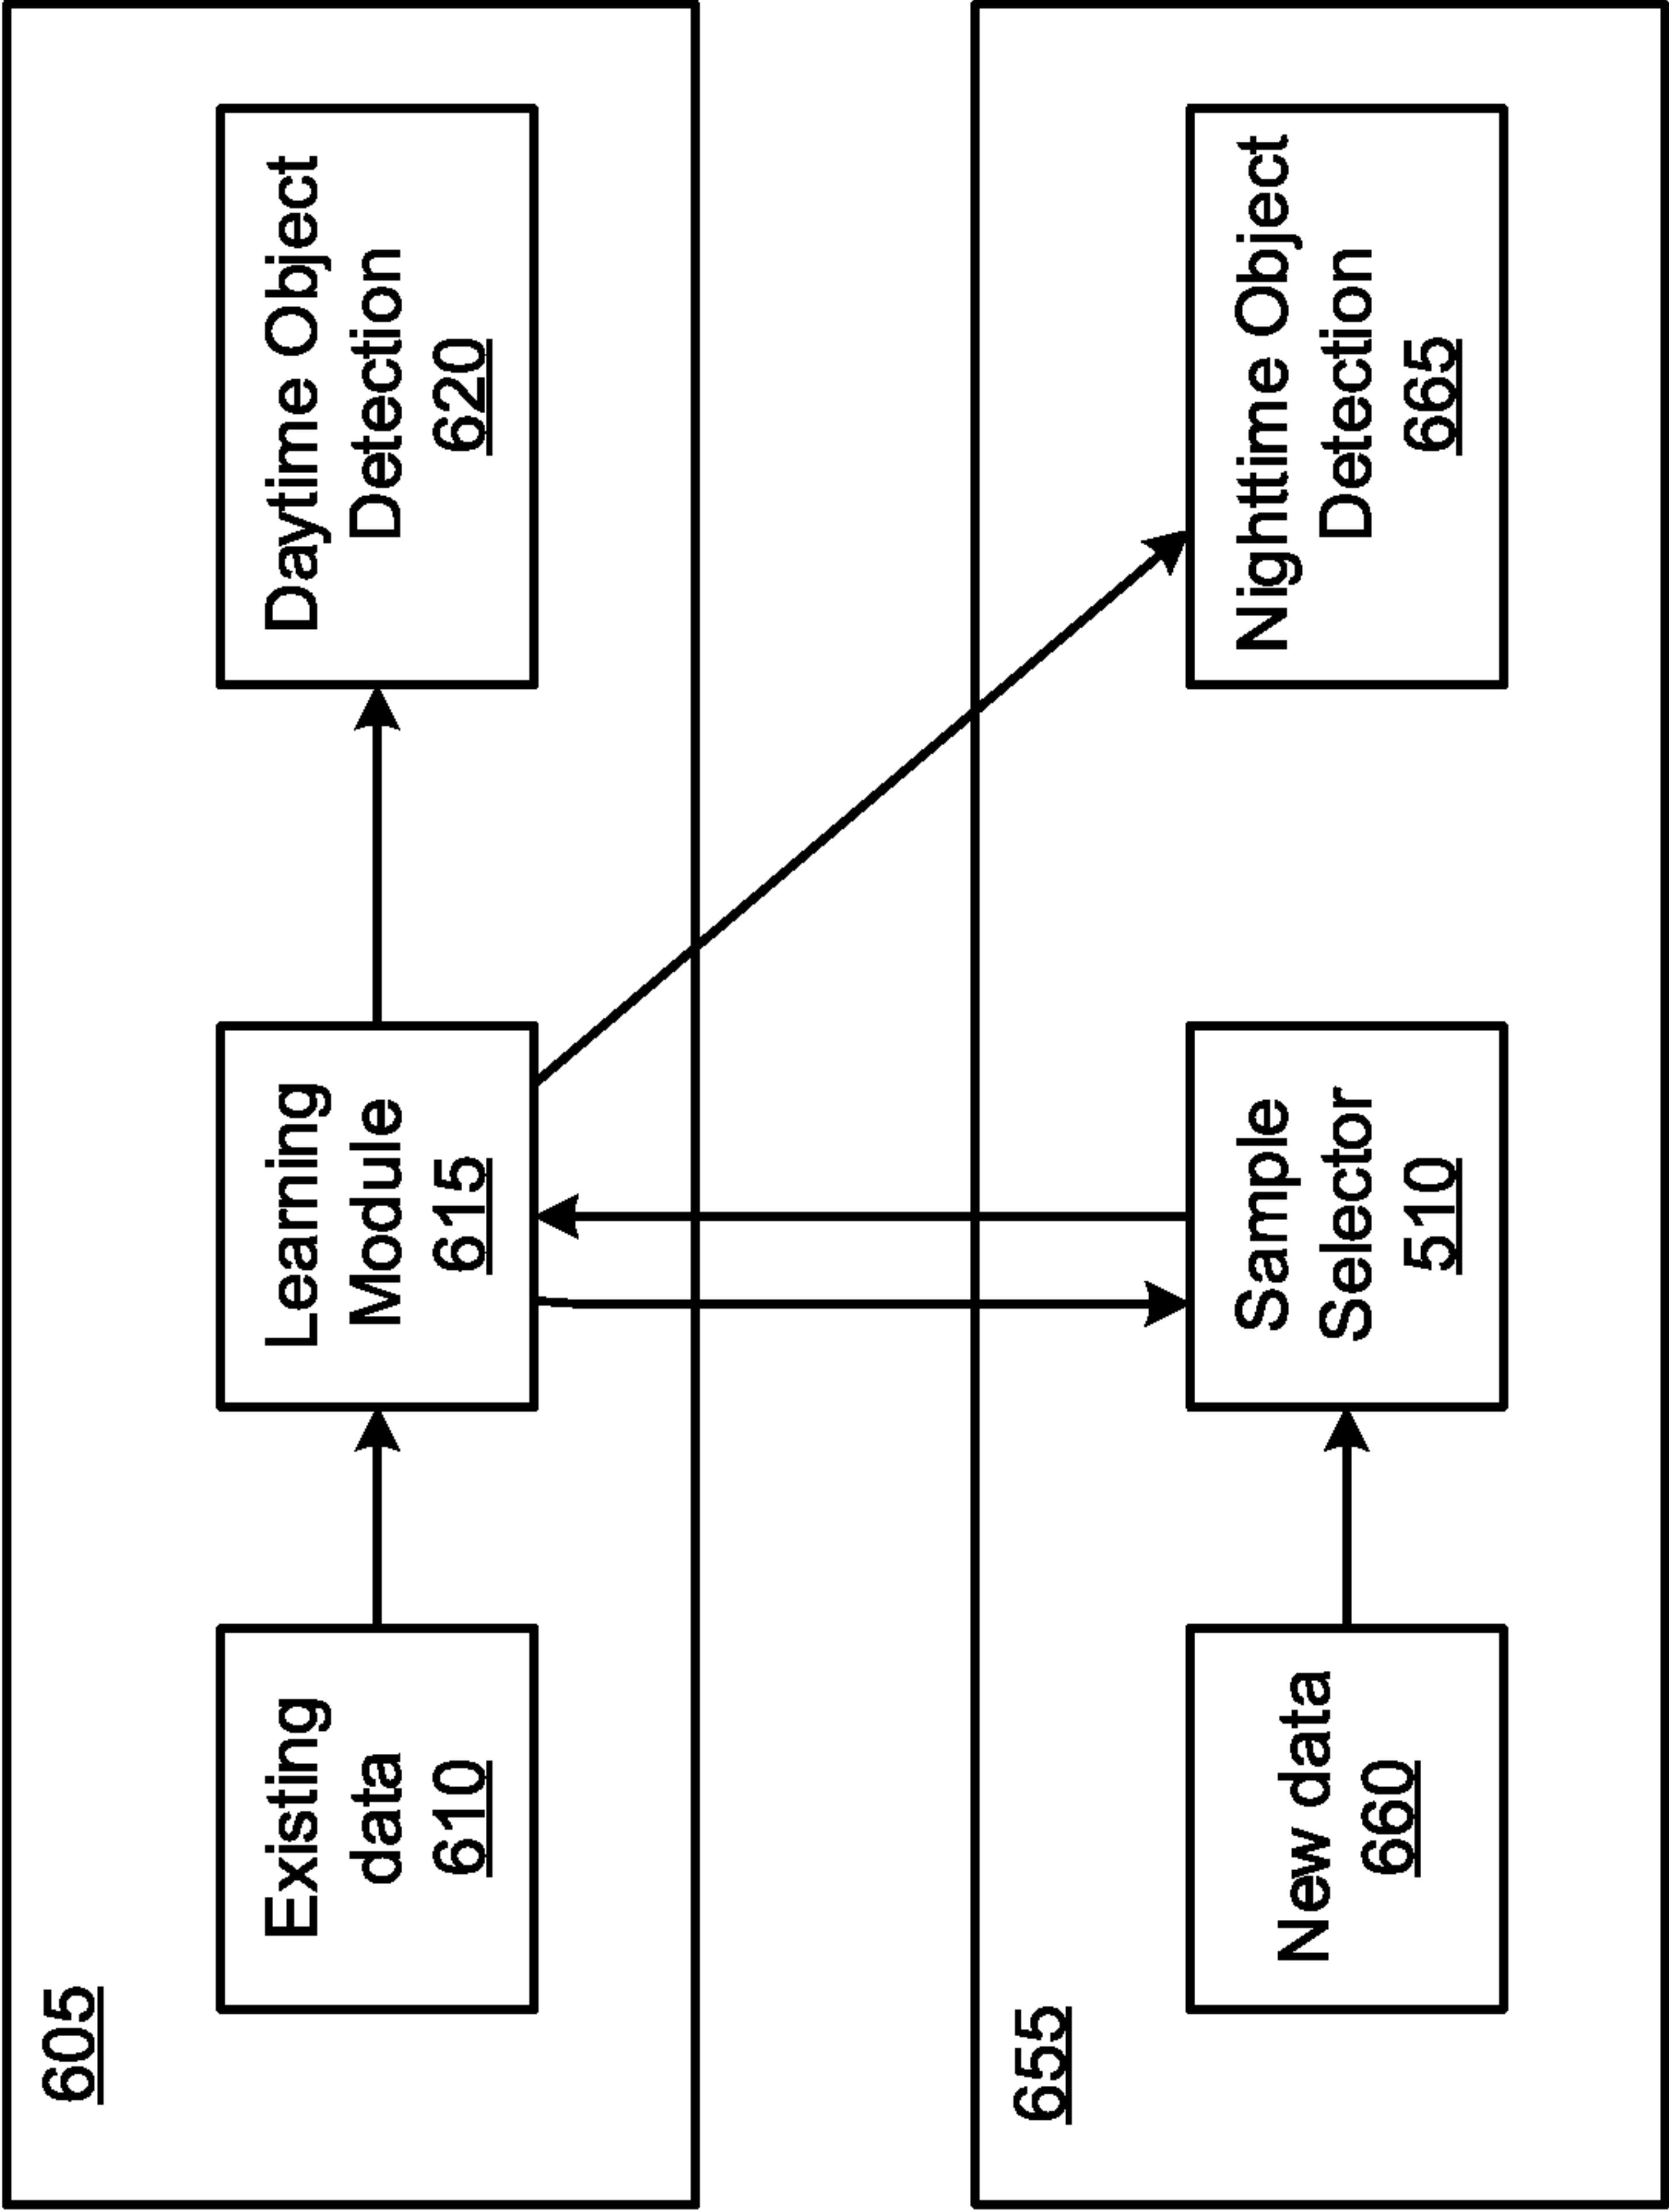 605
Existing
data
610
Learning
Module
615
Daytime Object
Detection
620
655
New data
660
Sample
Selector
510
Nighttime Object
Detection
665